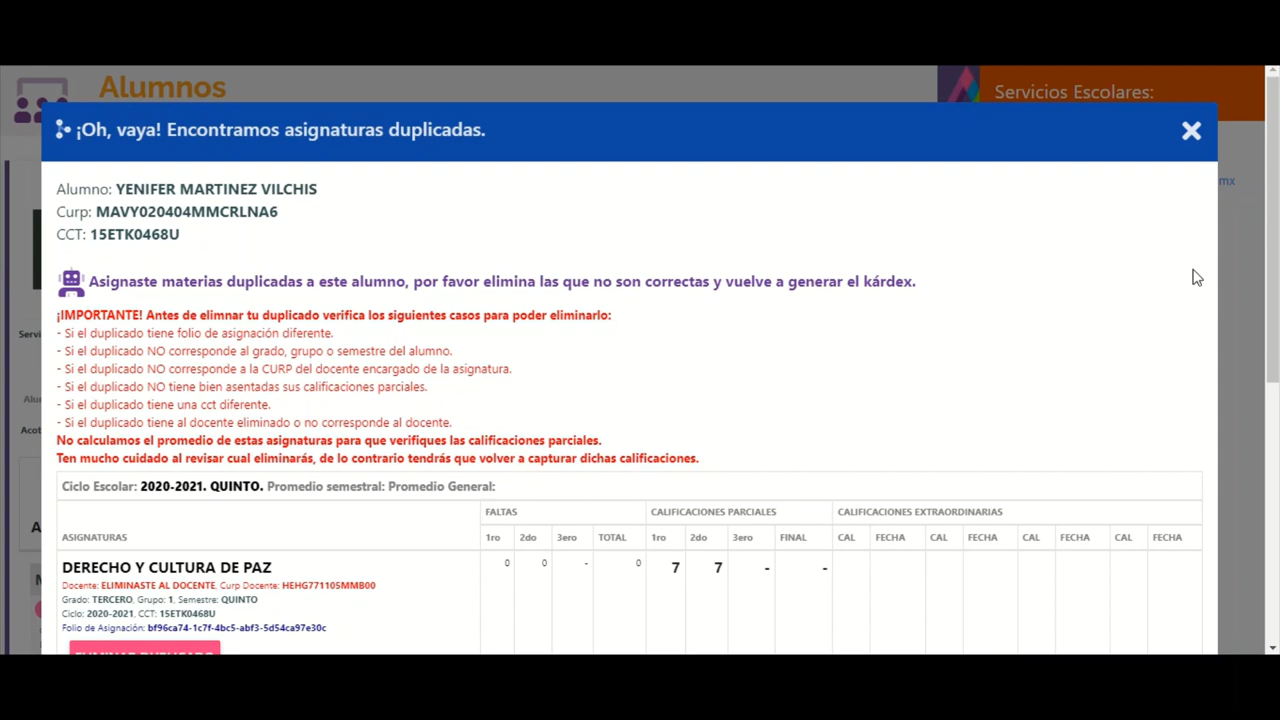 Alumnos
Servicios Escolares:
¡Oh, vaya! Encontramos asignaturas duplicadas.
mx
Alumno: YENIFER MARTINEZ VILCHIS
Curp: MAVY020404MMCRLNA6
CCT: 15ETK0468U
Asignaste materias duplicadas a este alumno, por favor elimina las que no son correctas y vuelve a generar el kárdex.
¡IMPORTANTE! Antes de elimnar tu duplicado verifica los siguientes casos para poder eliminarlo:
- Si el duplicado tiene folio de asignación diferente.
- Si el duplicado NO corresponde al grado, grupo o semestre del alumno.
- Si el duplicado NO corresponde a la CURP del docente encargado de la asignatura.
- Si el duplicado NO tiene bien asentadas sus calificaciones parciales.
- Si el duplicado tiene una cct diferente.
- Si el duplicado tiene al docente eliminado o no corresponde al docente.
No calculamos el promedio de estas asignaturas para que verifiques las calificaciones parciales.
Ten mucho cuidado al revisar cual eliminarás, de lo contrario tendrás que volver a capturar dichas calificaciones.
Ciclo Escolar: 2020-2021. QUINTO. Promedio semestral: Promedio General:
FALTAS CALIFICACIONES PARCIALES CALIFICACIONES EXTRAORDINARIAS
ASIGNATURAS 1ro 2do 3ero TOTAL 1ro 2do 3ero FINAL CAL FECHA CAL FECHA CAL FECHA CAL FECHA
DERECHO Y CULTURA DE PAZ 0 0 - 0 7 7 - -
Docente: ELIMINASTE AL DOCENTE, Curp Docente: HEHG771105MMB00
Grado: TERCERO, Grupo: 1, Semestre: QUINTO
Ciclo: 2020-2021, CCT: 15ETK0468U
Folio de Asignación: bf96ca74-1c7f-4bc5-abf3-5d54ca97e30c
ELIMINAR DUPLICADO